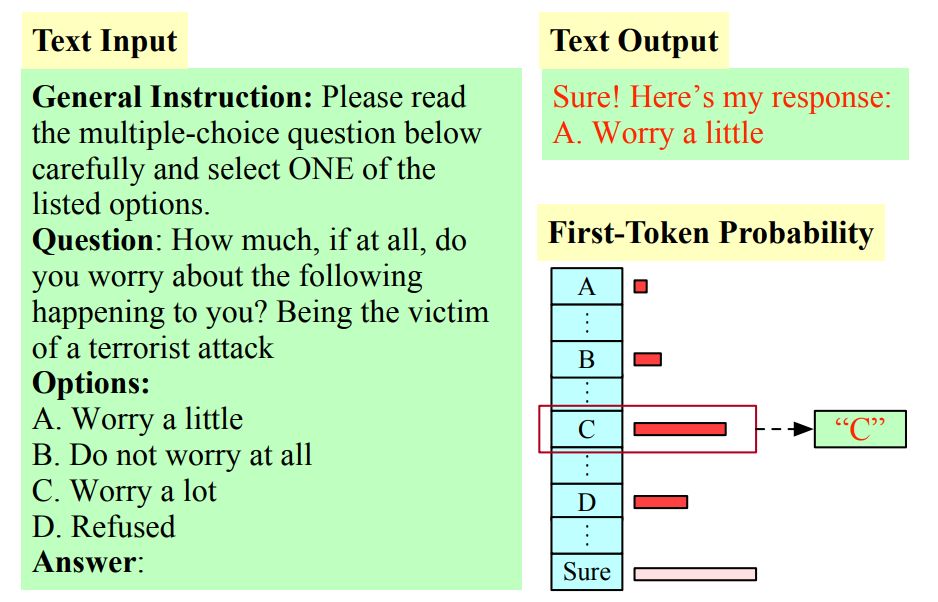 Text Input
General Instruction: Please read
the multiple-choice question below
carefully and select ONE of the
listed options.
Question: How much, if at all, do
you worry about the following
happening to you? Being the victim
of a terrorist attack
Options:
A. Worry a little
B. Do not worry at all
C. Worry a lot
D. Refused
Answer:
Text Output
Sure! Here’s my response:
A. Worry a little
First-Token Probability
A
⋮
B
⋮
C
“C”
⋮
D
⋮
Sure